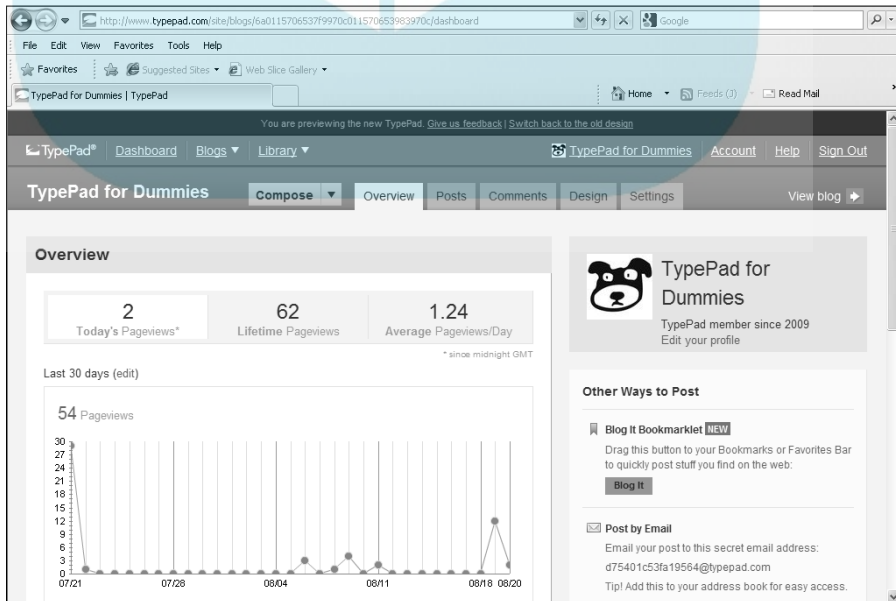 http://www.typepad.com/site/blogs/6a0115706537f9970c011570653983970c/dashboard
Google
File Edit View Favorites Tools Help
Favorites Suggested Sites Web Slice Gallery
TypePad for Dummies | TypePad
Home Feeds (J) Read Mail
You are previewing the new TypePad. Give us feedback | Switch back to the old design
TypePad® Dashboard Blogs Library TypePad for Dummies Account Help Sign Out
TypePad for Dummies Compose Overview Posts Comments Design Settings View blog
Overview
2
Today's Pageviews*
62
Lifetime Pageviews
1.24
Average Pageviews/Day
* since midnight GMT
Last 30 days (edit)
54 Pageviews
30
27
24
21
18
15
12
9
6
3
0
07/21 07/28 08/04 08/11 08/18 08/20
TypePad for
Dummies
TypePad member since 2009
Edit your profile
Other Ways to Post
Blog It Bookmarklet NEW
Drag this button to your Bookmarks or Favorites Bar
to quickly post stuff you find on the web:
Blog It
Post by Email
Email your post to this secret email address:
d75401c53fa19564@typepad.com
Tip! Add this to your address book for easy access.